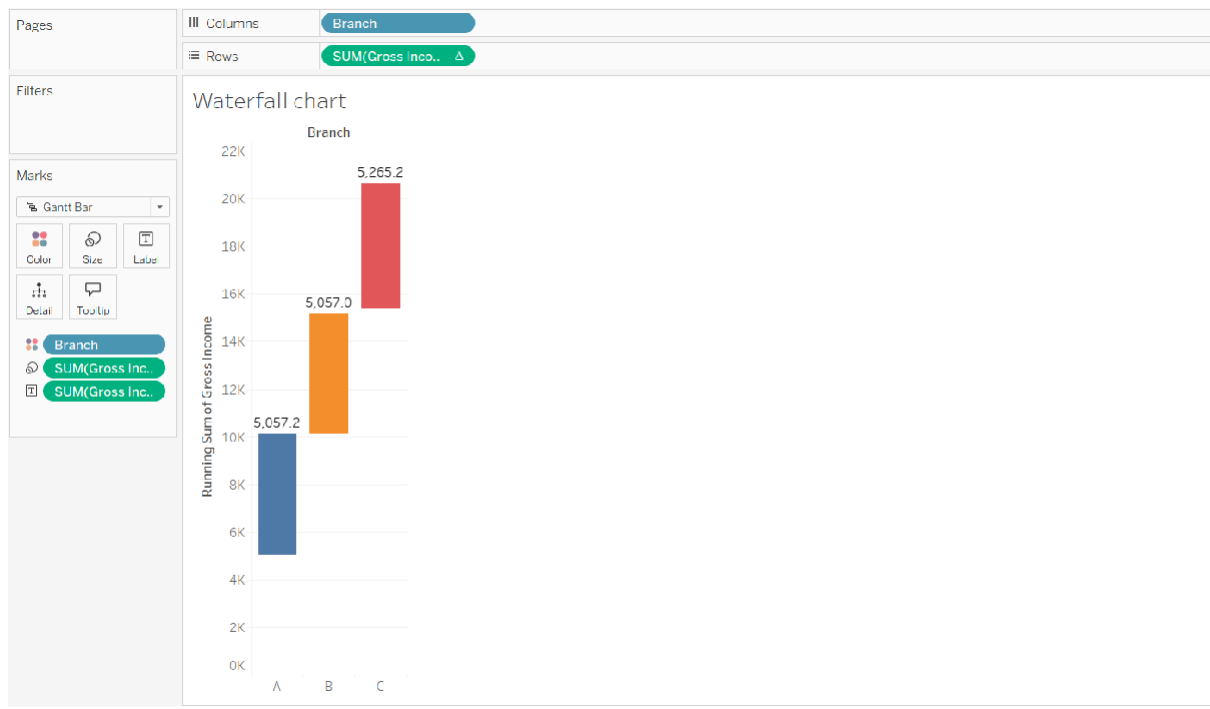 Pages
Columns
Branch
Rows
SUM(Gross Inco..
Filters
Waterfall chart
Branch
Marks
Gantt Bar
Color
Size
Label
Detail
Tooltip
Branch
SUM(Gross Inc..
SUM(Gross Inc..
Running Sum of Gross Income
22K
20K
18K
16K
14K
12K
10K
8K
6K
4K
2K
0K
5,265.2
5,057.0
5,057.2
A
B
C